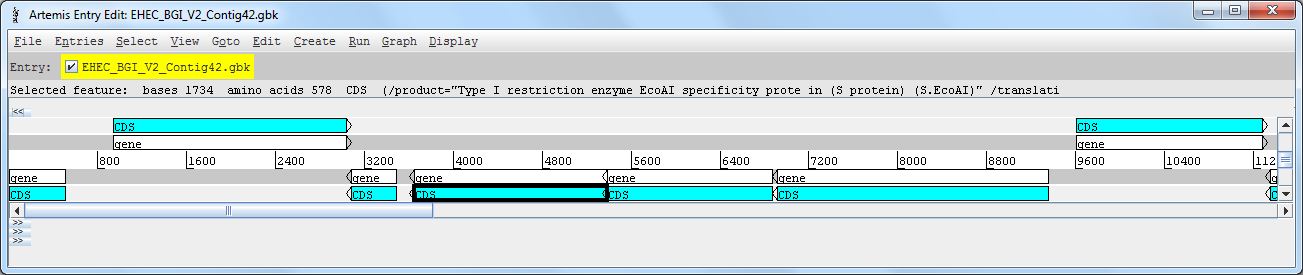 Artemis Entry Edit: EHEC_BGI_V2_Contig42.gbk
File Entries Select View Goto Edit Create Run Graph Display
Entry: EHEC_BGI_V2_Contig42.gbk
Selected feature: bases 1734 amino acids 578 CDS (/product="Type I restriction enzyme EcoAI specificity prote in (S protein) (S.EcoAI)" /translati
<<
CDS CDS
gene gene
800 1600 2400 3200 4000 4800 5600 6400 7200 8000 8800 9600 10400 112
gene gene gene gene gene g
CDS CDS CDS CDS CDS C
>>
>>
>>